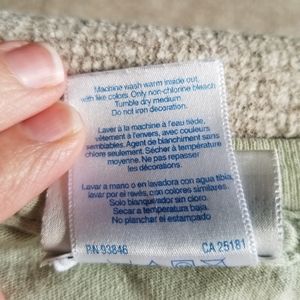 Machine wash warm inside out,
with like colors. Only non-chlorine bleach
Tumble dry medium.
Do not iron decoration.
Laver à la machine à l'eau tiède,
vêtement à l'envers, avec couleurs
semblables. Agent de blanchiment sans
chlore seulement. Sécher à température
moyenne. Ne pas repasser
les décorations.
Lavar a mano o en lavadora con agua tibia,
lavar por el revés, con colores similares.
Solo blanqueador sin cloro.
Secar a temperatura baja.
No planchar el estampado
RN 93846 CA 25181